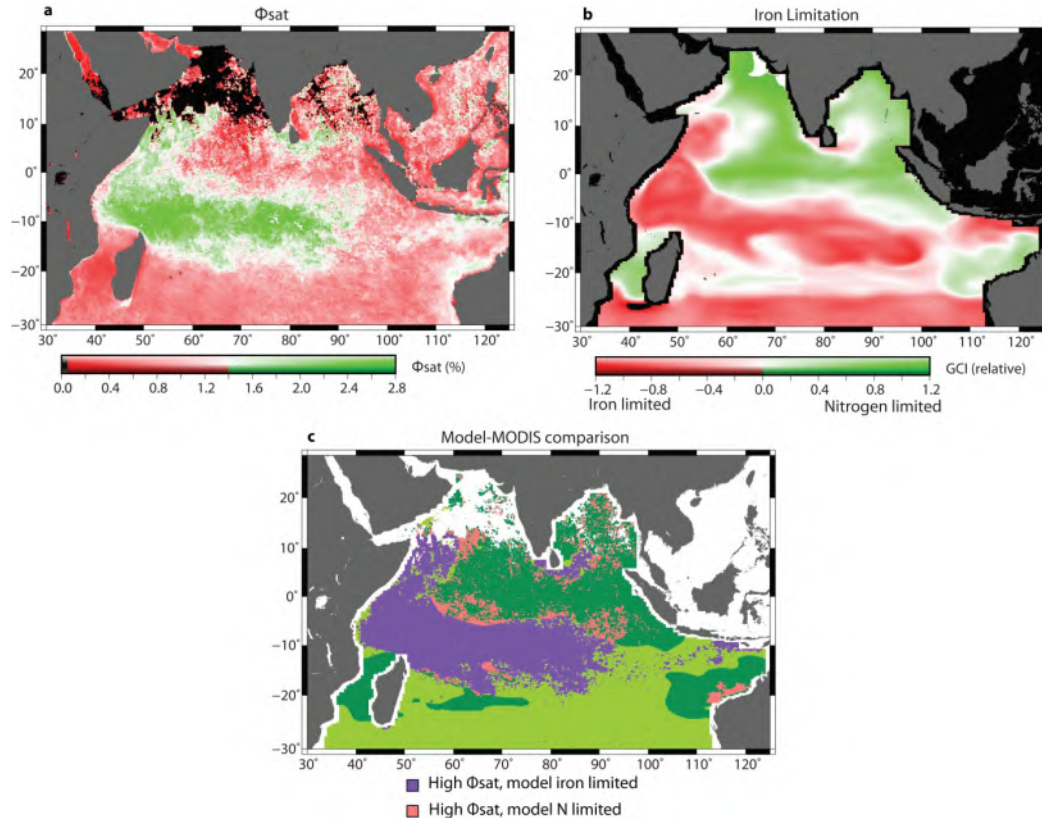 a
Φsat
20°
10°
0°
−10°
−20°
−30°
30° 40° 50° 60° 70° 80° 90° 100° 110° 120°
0.0 0.4 0.8 1.2 1.6 2.0 2.4 2.8
Φsat (%)
b
Iron Limitation
20°
10°
0°
−10°
−20°
−30°
30° 40° 50° 60° 70° 80° 90° 100° 110° 120°
−1.2 −0.8 −0.4 0.0 0.4 0.8 1.2
GCI (relative)
Iron limited
Nitrogen limited
c
Model-MODIS comparison
20°
10°
0°
−10°
−20°
−30°
30° 40° 50° 60° 70° 80° 90° 100° 110° 120°
High Φsat, model iron limited
High Φsat, model N limited